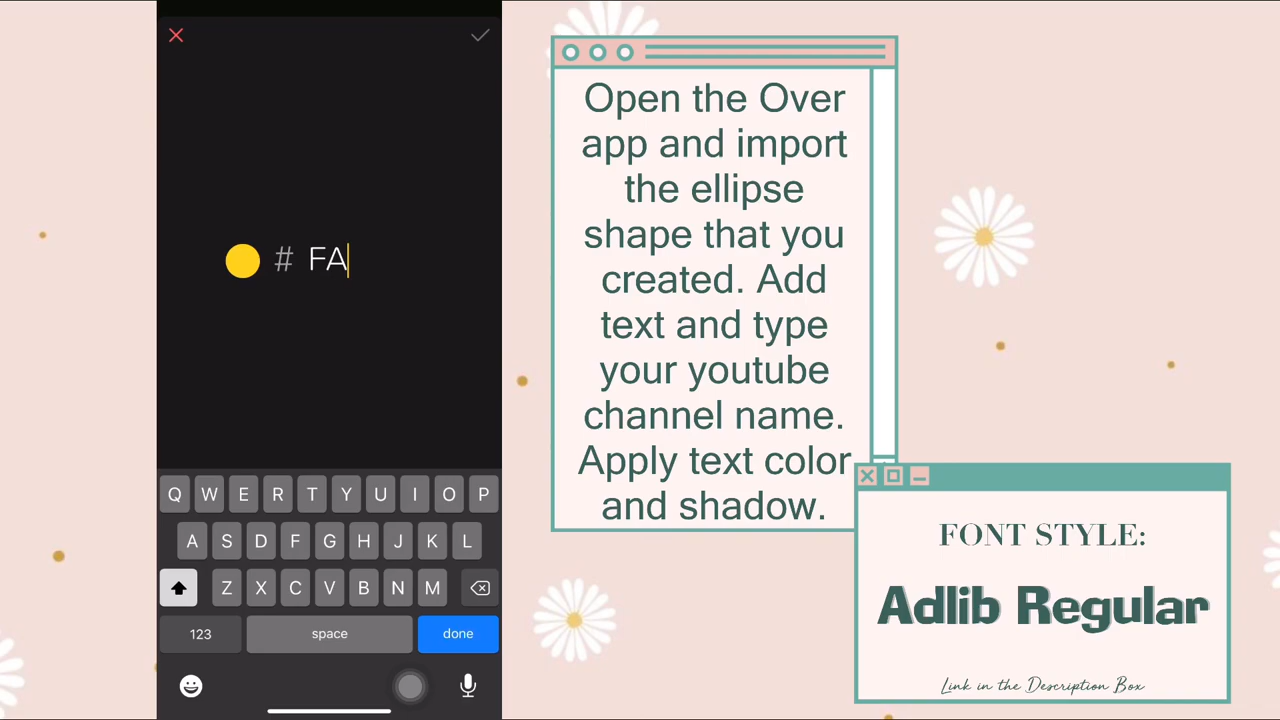 # FA
Q W E R T Y U I O P
A S D F G H J K L
Z X C V B N M
123 space done
Open the Over
app and import
the ellipse
shape that you
created. Add
text and type
your youtube
channel name.
Apply text color
and shadow.
FONT STYLE:
Adlib Regular
Link in the Description Box